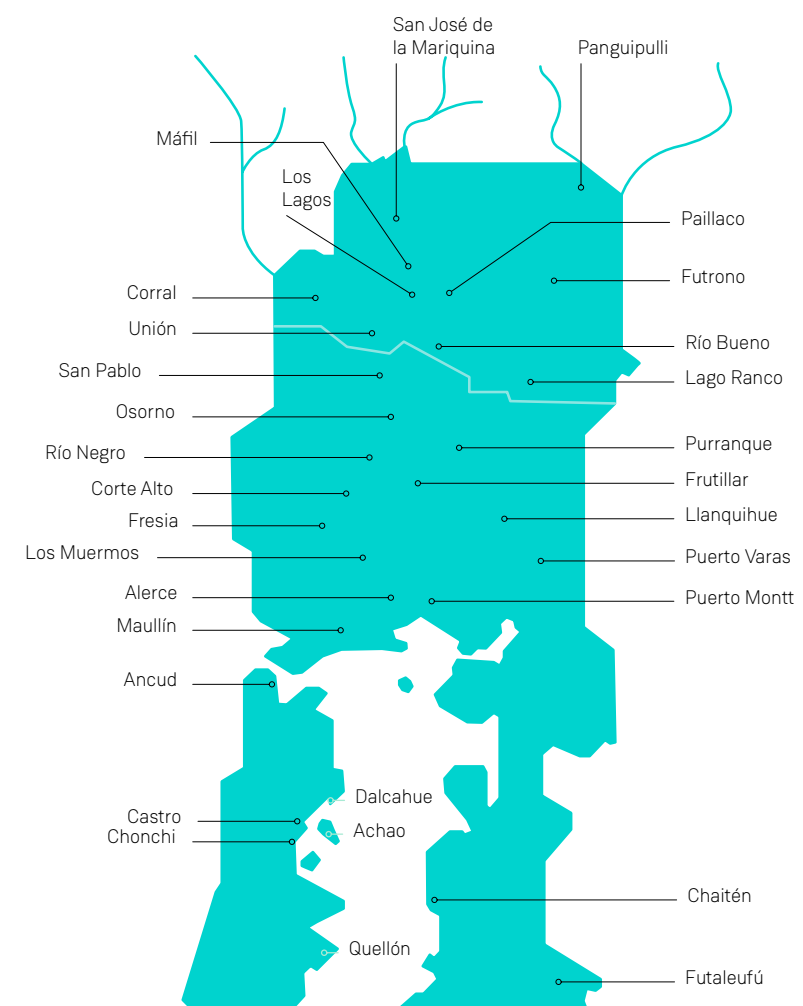 San José de
la Mariquina
Panguipulli
Máfil
Los
Lagos
Paillaco
Futrono
Corral
Unión
Río Bueno
San Pablo
Lago Ranco
Osorno
Purranque
Río Negro
Frutillar
Corte Alto
Llanquihue
Fresia
Los Muermos
Puerto Varas
Alerce
Puerto Montt
Maullín
Ancud
Dalcahue
Castro
Achao
Chonchi
Chaitén
Quellón
Futaleufú